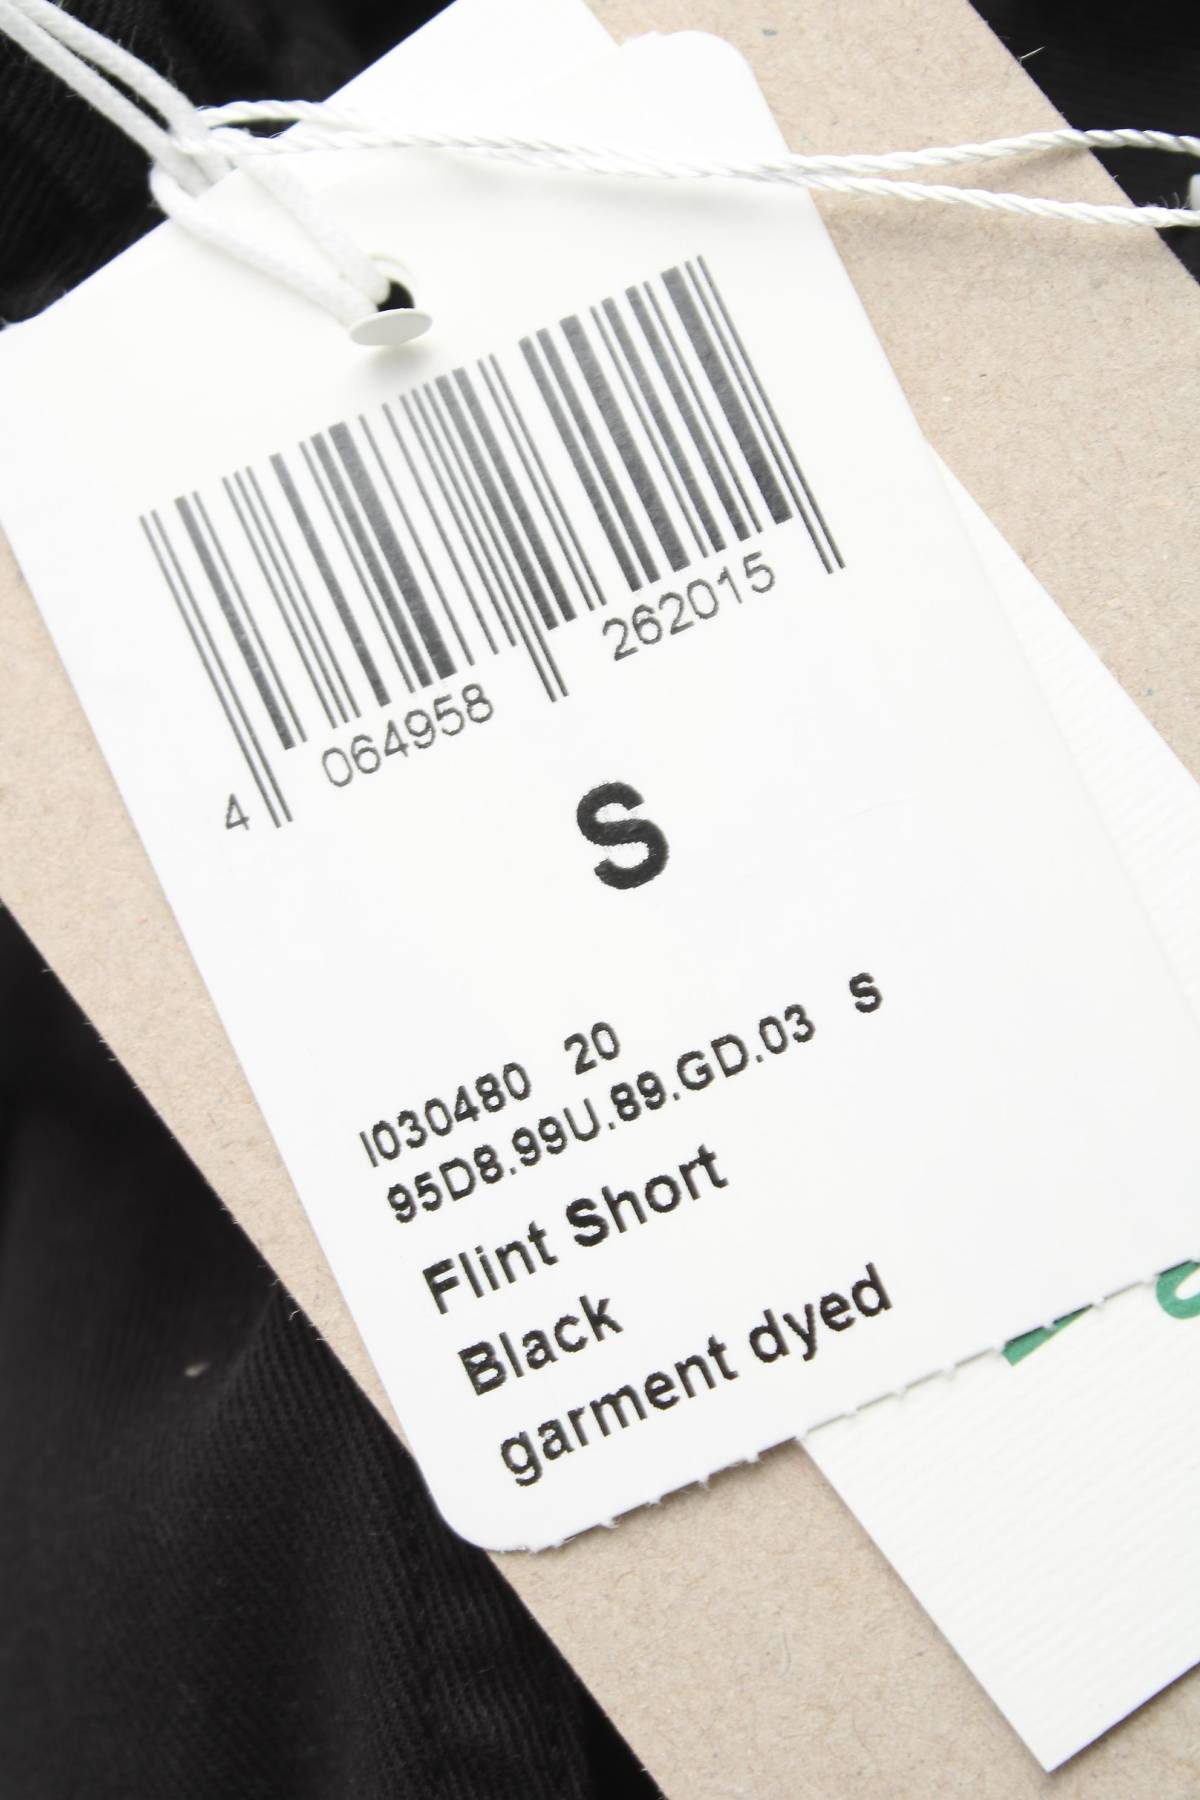 4 064958 262015
S
I030480 20
95D8.99U.89.GD.03 S
Flint Short
Black
garment dyed